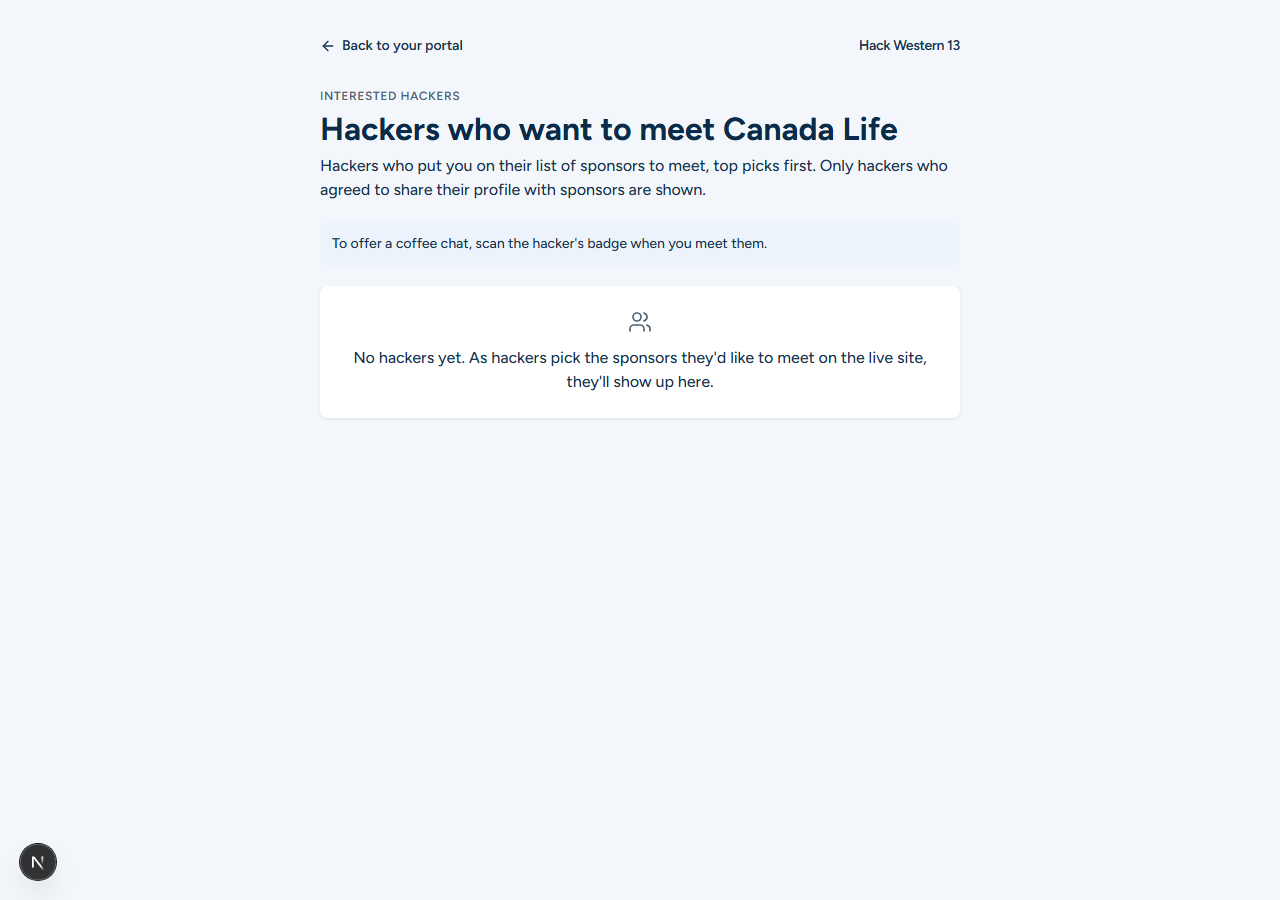 Back to your portal
Hack Western 13
INTERESTED HACKERS
Hackers who want to meet Canada Life
Hackers who put you on their list of sponsors to meet, top picks first. Only hackers who
agreed to share their profile with sponsors are shown.
To offer a coffee chat, scan the hacker's badge when you meet them.
No hackers yet. As hackers pick the sponsors they'd like to meet on the live site,
they'll show up here.
N